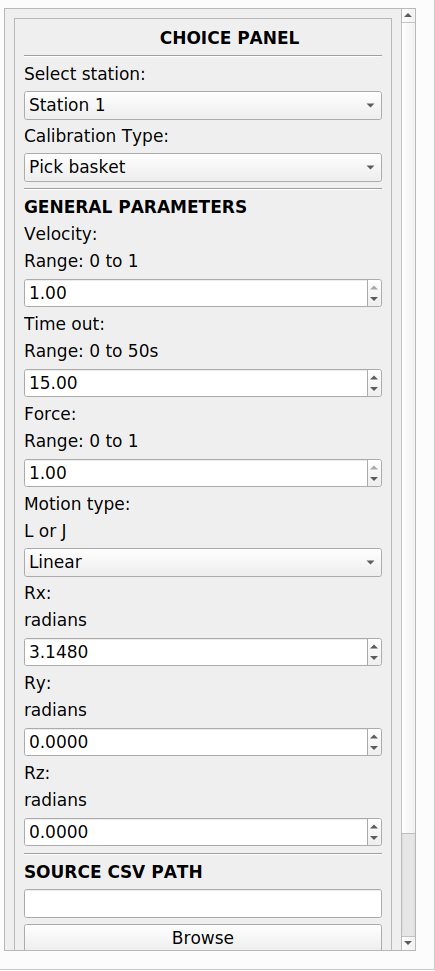 CHOICE PANEL
Select station:
Station 1
Calibration Type:
Pick basket
GENERAL PARAMETERS
Velocity:
Range: 0 to 1
1.00
Time out:
Range: 0 to 50s
15.00
Force:
Range: 0 to 1
1.00
Motion type:
L or J
Linear
Rx:
radians
3.1480
Ry:
radians
0.0000
Rz:
radians
0.0000
SOURCE CSV PATH
Browse